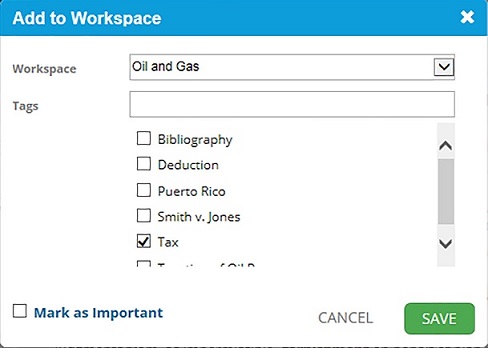 Add to Workspace
Workspace
Oil and Gas
Tags
Bibliography
Deduction
Puerto Rico
Smith v. Jones
Tax
Mark as Important
CANCEL
SAVE